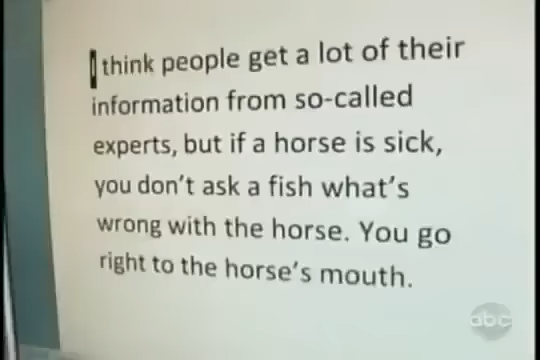 I think people get a lot of their
information from so-called
experts, but if a horse is sick,
you don't ask a fish what's
wrong with the horse. You go
right to the horse's mouth.
abc